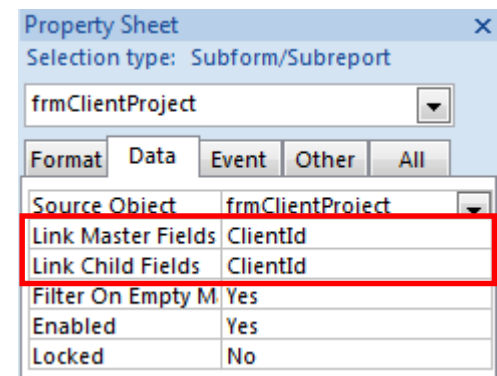 Property Sheet
Selection type: Subform/Subreport
frmClientProject
Format Data Event Other All
Source Object frmClientProject
Link Master Fields ClientId
Link Child Fields ClientId
Filter On Empty M Yes
Enabled Yes
Locked No